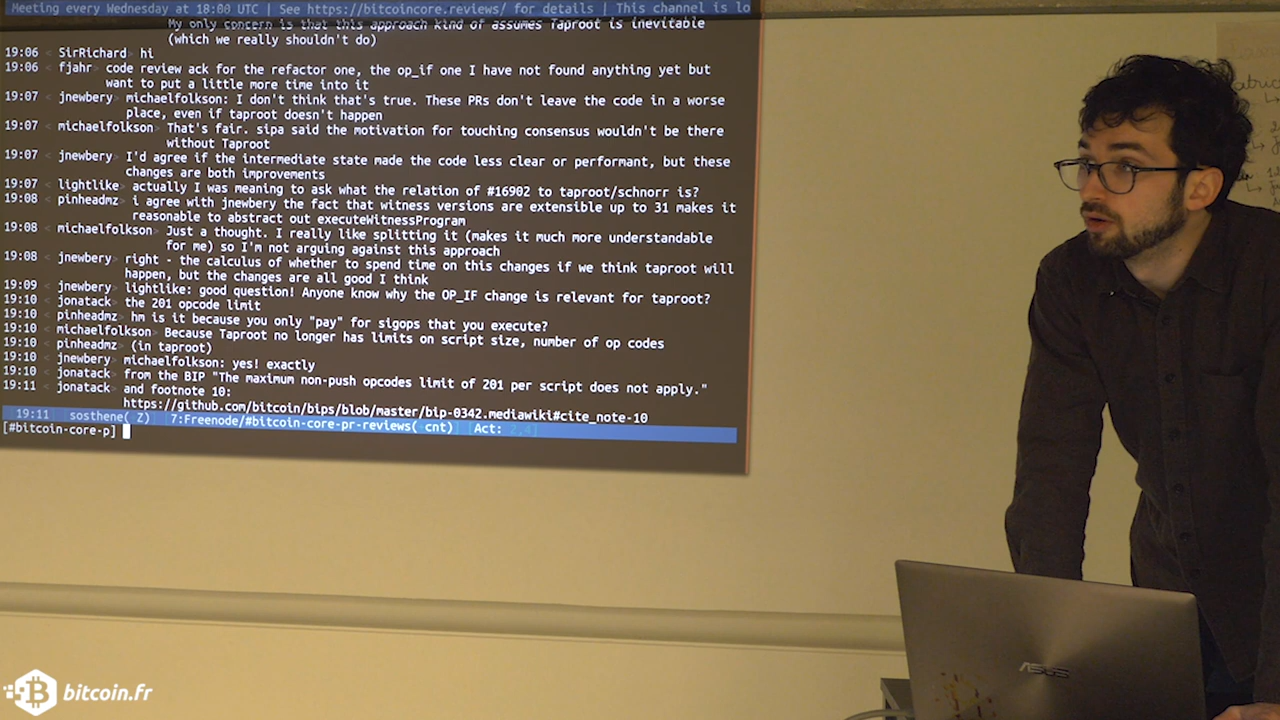 Meeting every Wednesday at 18:00 UTC | See https://bitcoincore.reviews/ for details | This channel is lo
My only concern is that this approach kind of assumes Taproot is inevitable
(which we really shouldn't do)
19:06 < SirRichard> hi
19:06 < fjahr> code review ack for the refactor one, the op_if one I have not found anything yet but
want to put a little more time into it
19:07 < jnewbery> michaelfolkson: I don't think that's true. These PRs don't leave the code in a worse
place, even if taproot doesn't happen
19:07 < michaelfolkson> That's fair. sipa said the motivation for touching consensus wouldn't be there
without Taproot
19:07 < jnewbery> I'd agree if the intermediate state made the code less clear or performant, but these
changes are both improvements
19:07 < lightlike> actually I was meaning to ask what the relation of #16902 to taproot/schnorr is?
19:08 < pinheadmz> i agree with jnewbery the fact that witness versions are extensible up to 31 makes it
reasonable to abstract out executeWitnessProgram
19:08 < michaelfolkson> Just a thought. I really like splitting it (makes it much more understandable
for me) so I'm not arguing against this approach
19:08 < jnewbery> right - the calculus of whether to spend time on this changes if we think taproot will
happen, but the changes are all good I think
19:09 < jnewbery> lightlike: good question! Anyone know why the OP_IF change is relevant for taproot?
19:10 < jonatack> the 201 opcode limit
19:10 < pinheadmz> hm is it because you only "pay" for sigops that you execute?
19:10 < michaelfolkson> Because Taproot no longer has limits on script size, number of op codes
19:10 < pinheadmz> (in taproot)
19:10 < jnewbery> michaelfolkson: yes! exactly
19:10 < jonatack> from the BIP "The maximum non-push opcodes limit of 201 per script does not apply."
19:11 < jonatack> and footnote 10:
https://github.com/bitcoin/bips/blob/master/bip-0342.mediawiki#cite_note-10
19:11 sosthene( Z) 7:Freenode/#bitcoin-core-pr-reviews( cnt) [Act: 2,4]
[#bitcoin-core-p]
ASUS
bitcoin.fr